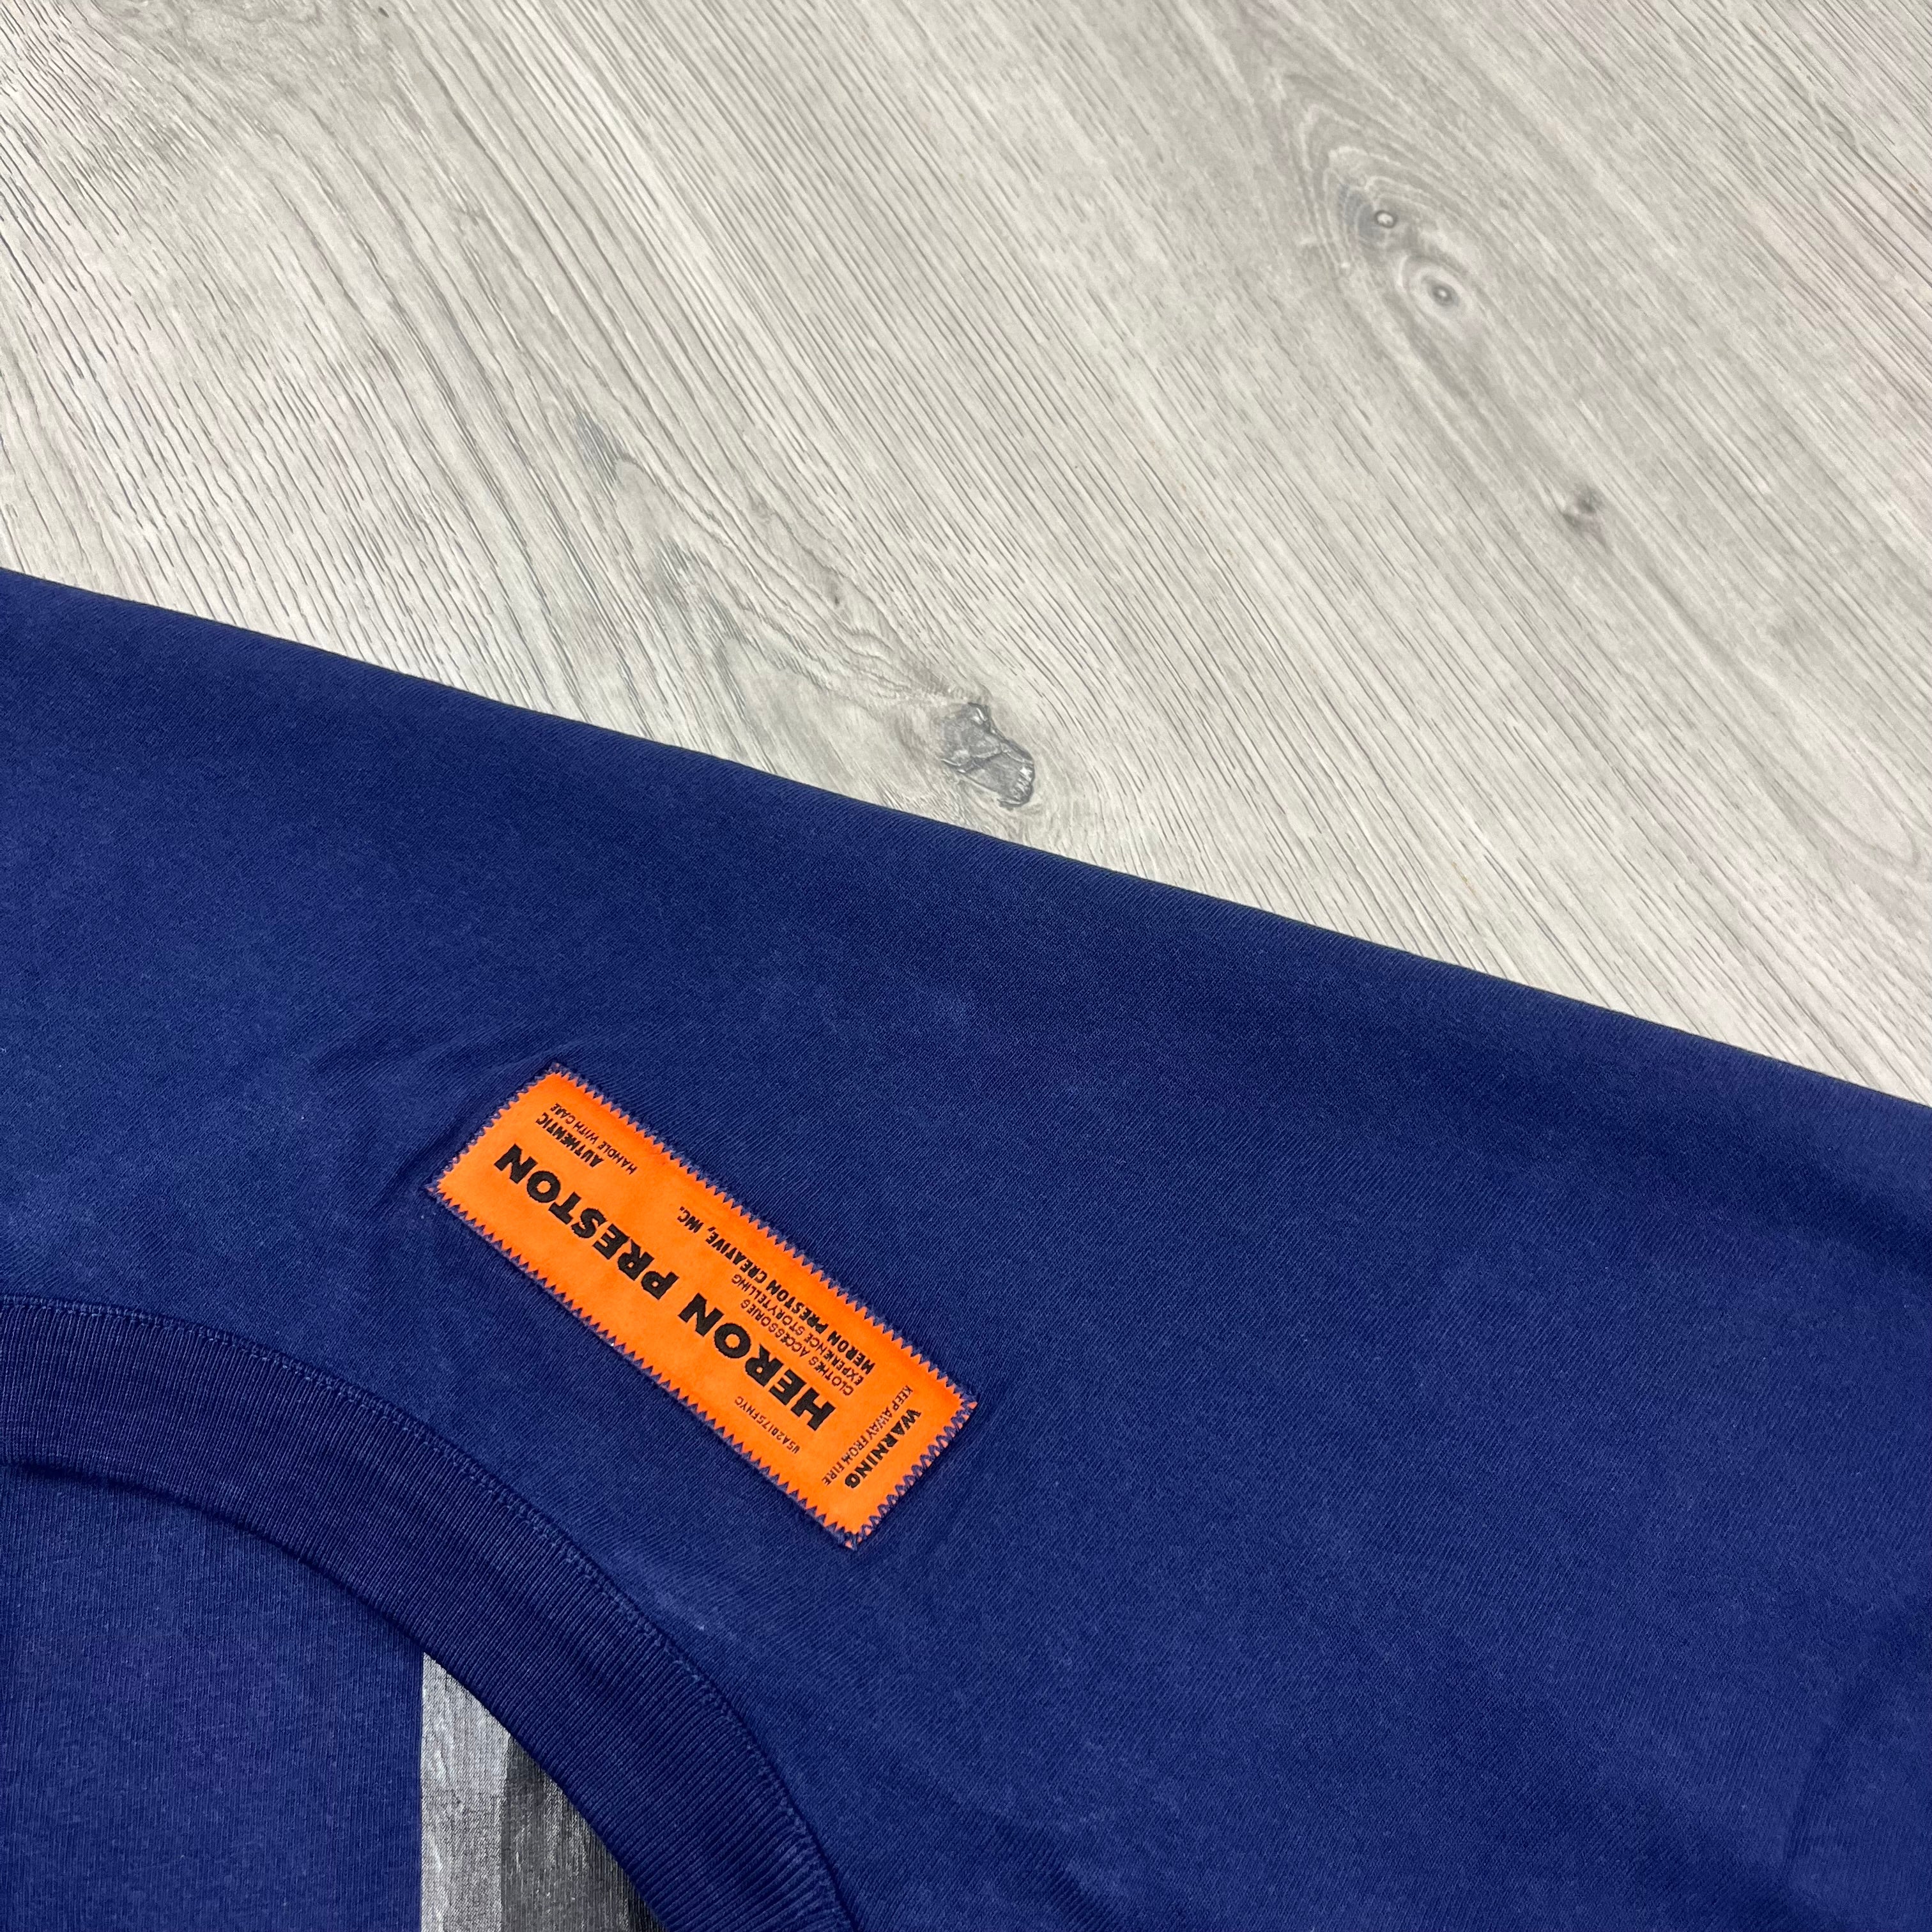 AUTHENTIC
HANDLE WITH CARE
HERON PRESTON
HERON PRESTON CREATIVE, INC.
EXPERIENCE STORYTELLING
CLOTHES ACCESSORIES
WARNING
KEEP AWAY FROM FIRE